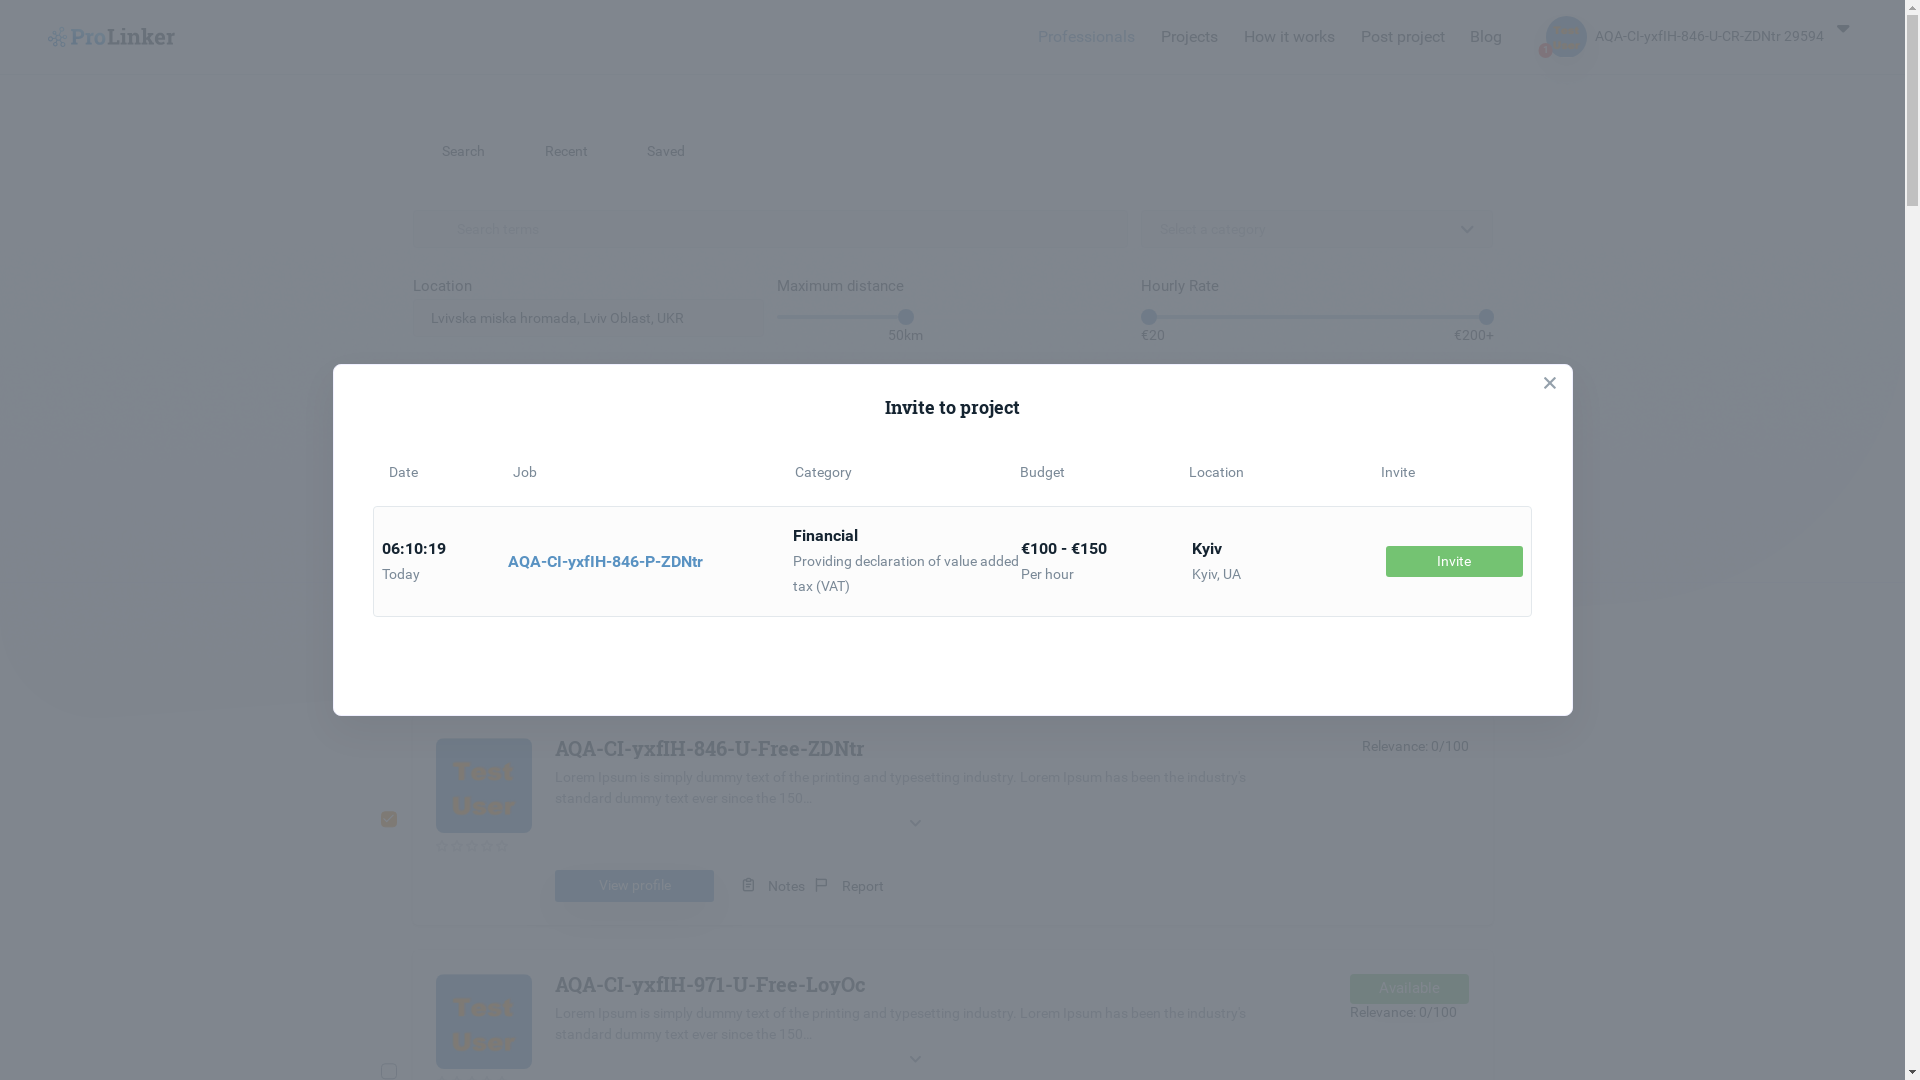 ProLinker
Professionals
Projects
How it works
Post project
Blog
1
AQA-CI-yxfIH-846-U-CR-ZDNtr 29594
Search
Recent
Saved
Search terms
Select a category
Location
Maximum distance
Hourly Rate
Lvivska miska hromada, Lviv Oblast, UKR
50km
€20
€200+
Invite to project
Date
Job
Category
Budget
Location
Invite
06:10:19
Today
AQA-CI-yxfIH-846-P-ZDNtr
Financial
Providing declaration of value added
tax (VAT)
€100 - €150
Per hour
Kyiv
Kyiv, UA
Invite
Test
User
AQA-CI-yxfIH-846-U-Free-ZDNtr
Relevance: 0/100
Lorem Ipsum is simply dummy text of the printing and typesetting industry. Lorem Ipsum has been the industry's
standard dummy text ever since the 150...
View profile
Notes
Report
Test
User
AQA-CI-yxfIH-971-U-Free-LoyOc
Available
Relevance: 0/100
Lorem Ipsum is simply dummy text of the printing and typesetting industry. Lorem Ipsum has been the industry's
standard dummy text ever since the 150...